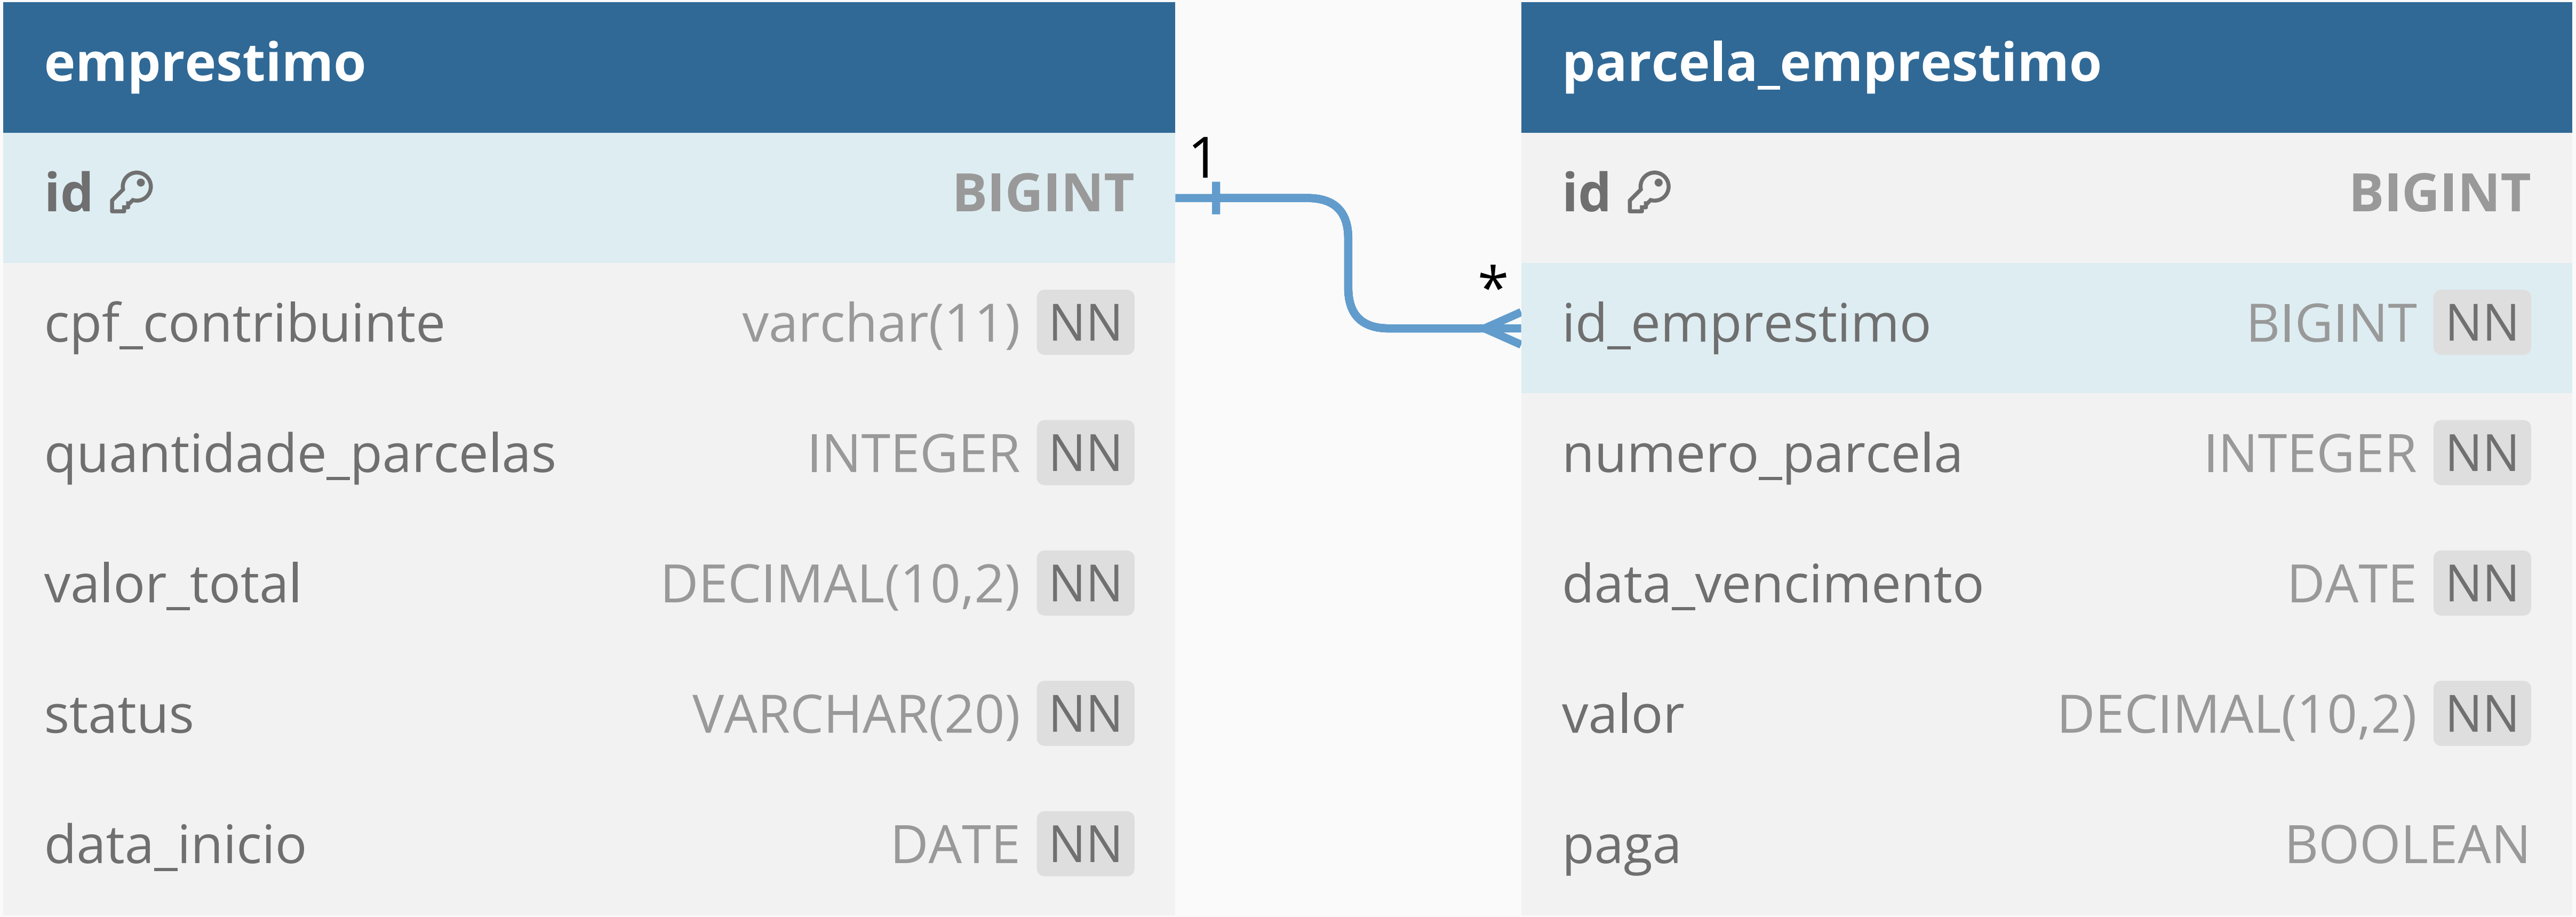 emprestimo
id BIGINT
cpf_contribuinte varchar(11) NN
quantidade_parcelas INTEGER NN
valor_total DECIMAL(10,2) NN
status VARCHAR(20) NN
data_inicio DATE NN
1
*
parcela_emprestimo
id BIGINT
id_emprestimo BIGINT NN
numero_parcela INTEGER NN
data_vencimento DATE NN
valor DECIMAL(10,2) NN
paga BOOLEAN